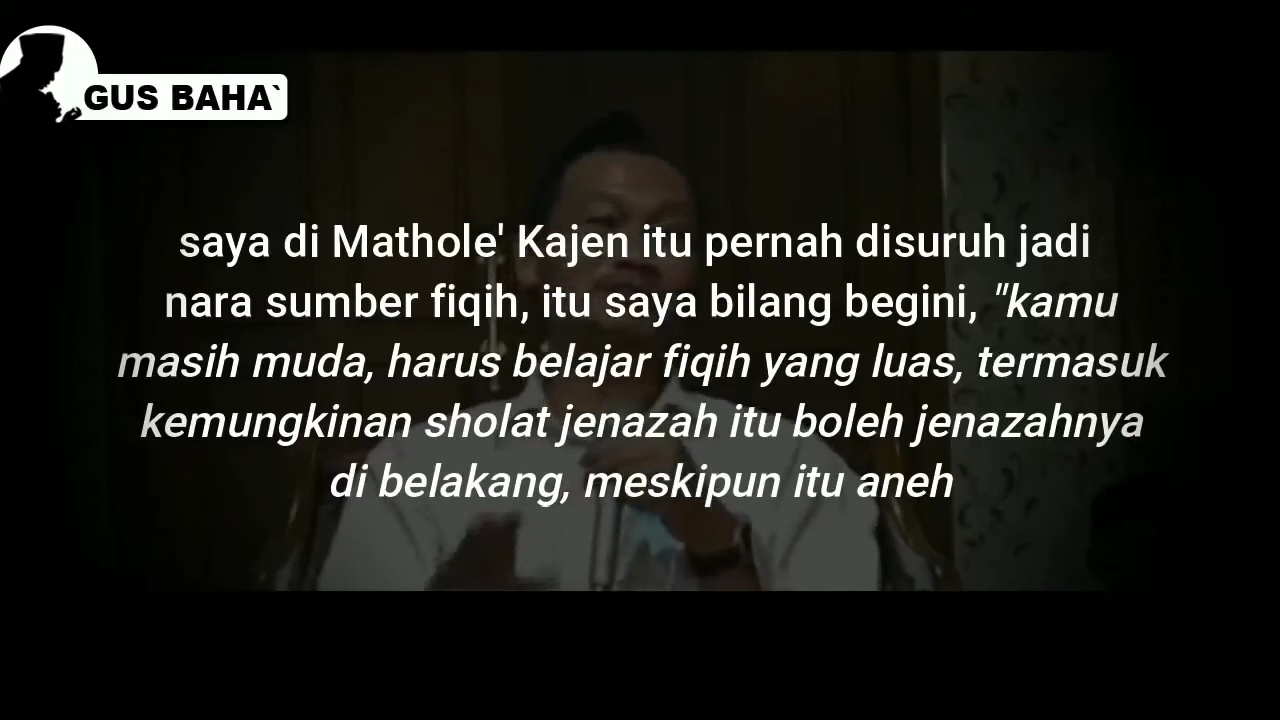 GUS BAHA`
saya di Mathole' Kajen itu pernah disuruh jadi
nara sumber fiqih, itu saya bilang begini, "kamu
masih muda, harus belajar fiqih yang luas, termasuk
kemungkinan sholat jenazah itu boleh jenazahnya
di belakang, meskipun itu aneh